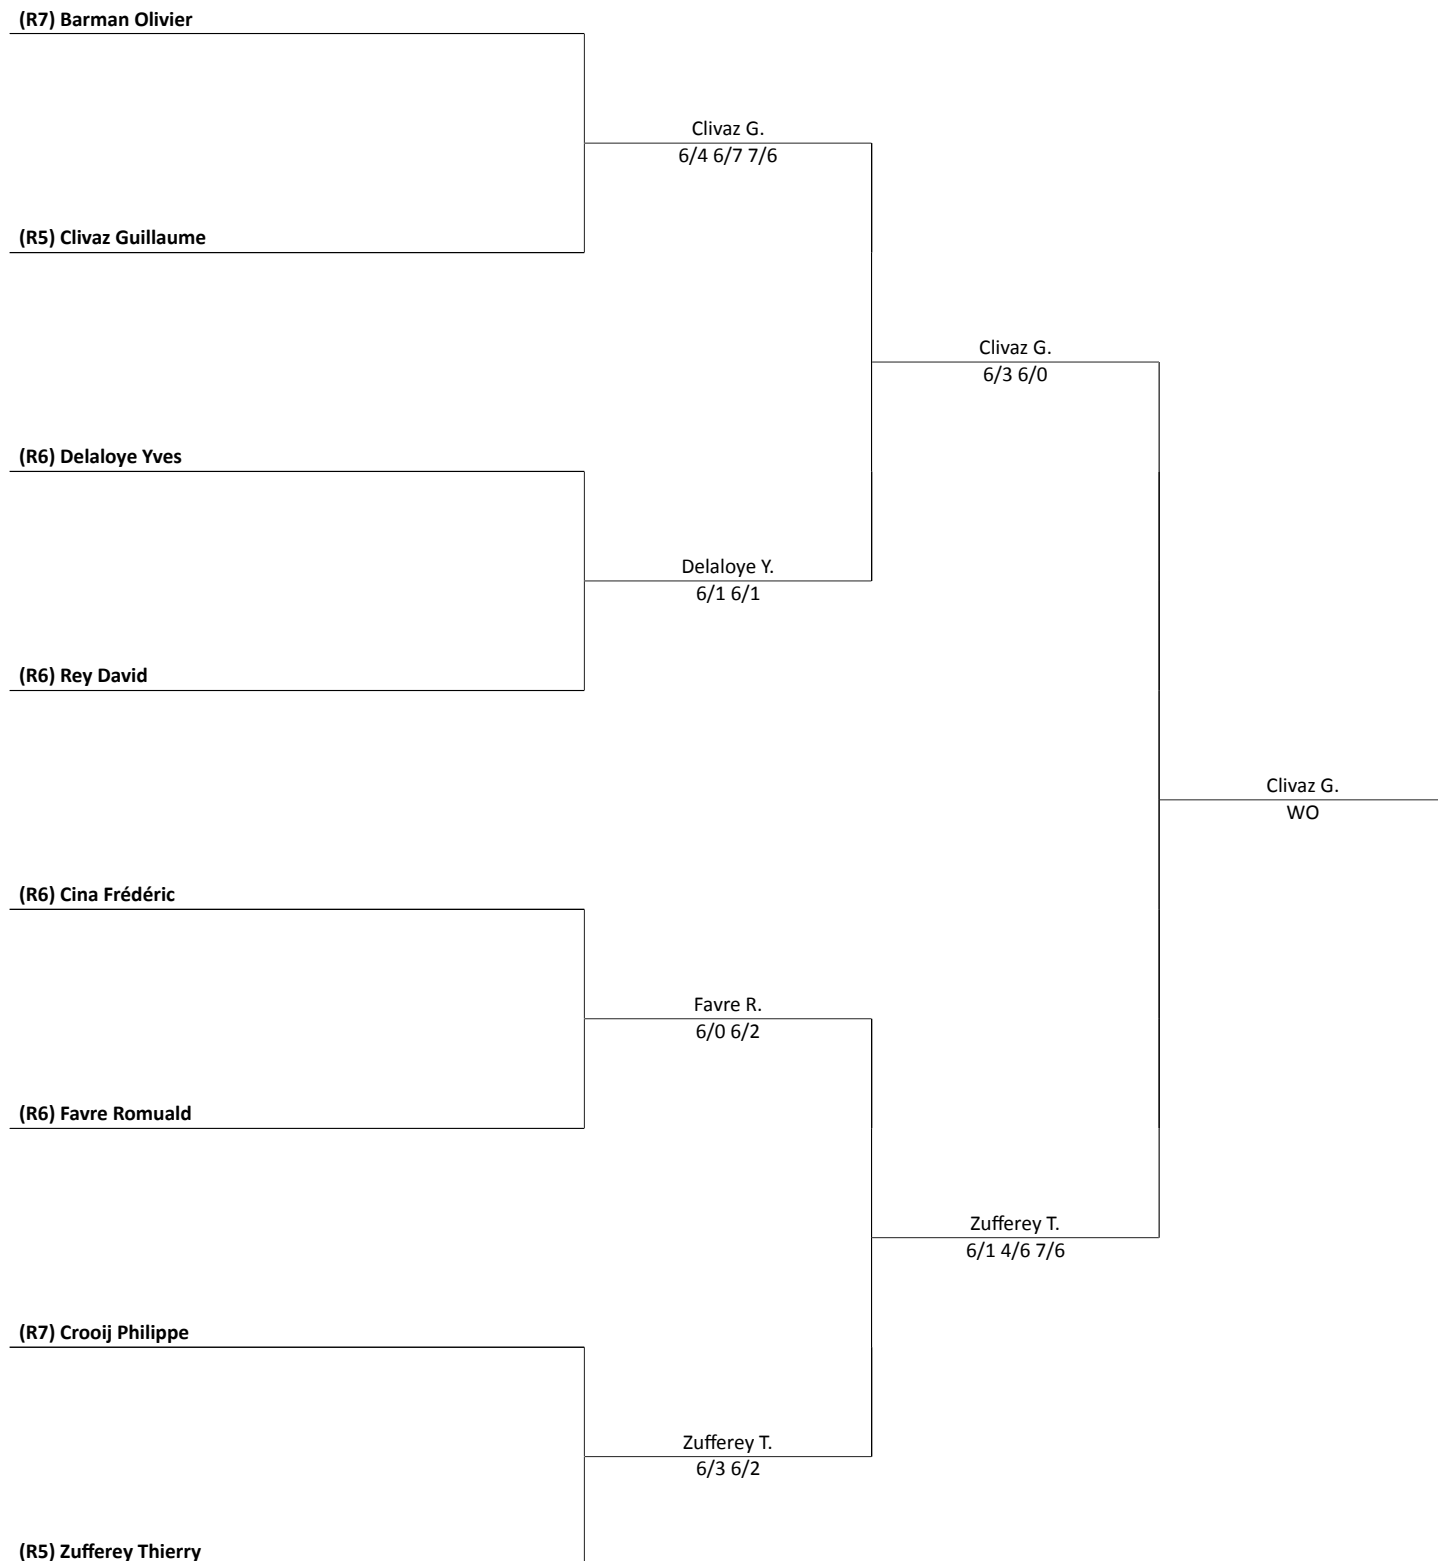 (R7) Barman Olivier
Clivaz G.
6/4 6/7 7/6
(R5) Clivaz Guillaume
Clivaz G.
6/3 6/0
(R6) Delaloye Yves
Delaloye Y.
6/1 6/1
(R6) Rey David
Clivaz G.
WO
(R6) Cina Frédéric
Favre R.
6/0 6/2
(R6) Favre Romuald
Zufferey T.
6/1 4/6 7/6
(R7) Crooij Philippe
Zufferey T.
6/3 6/2
(R5) Zufferey Thierry